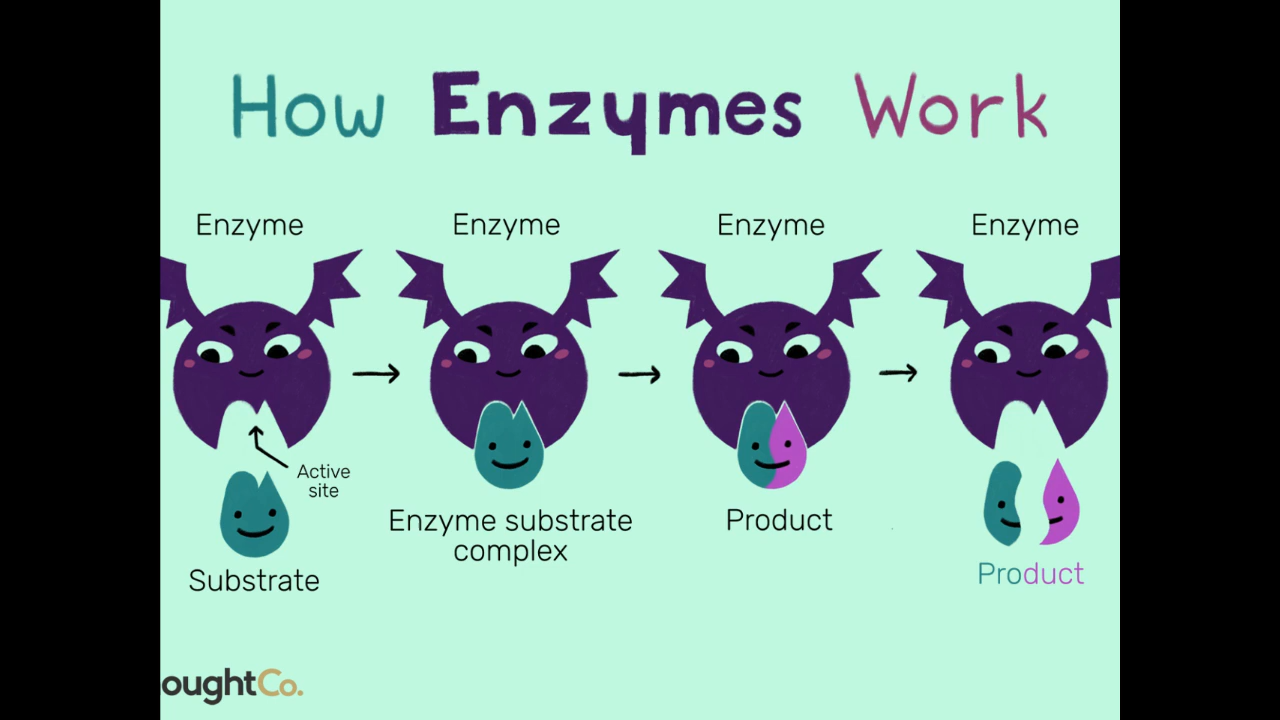 How Enzymes Work
Enzyme
Enzyme
Enzyme
Enzyme
Active
site
Substrate
Enzyme substrate
complex
Product
Product
oughtCo.